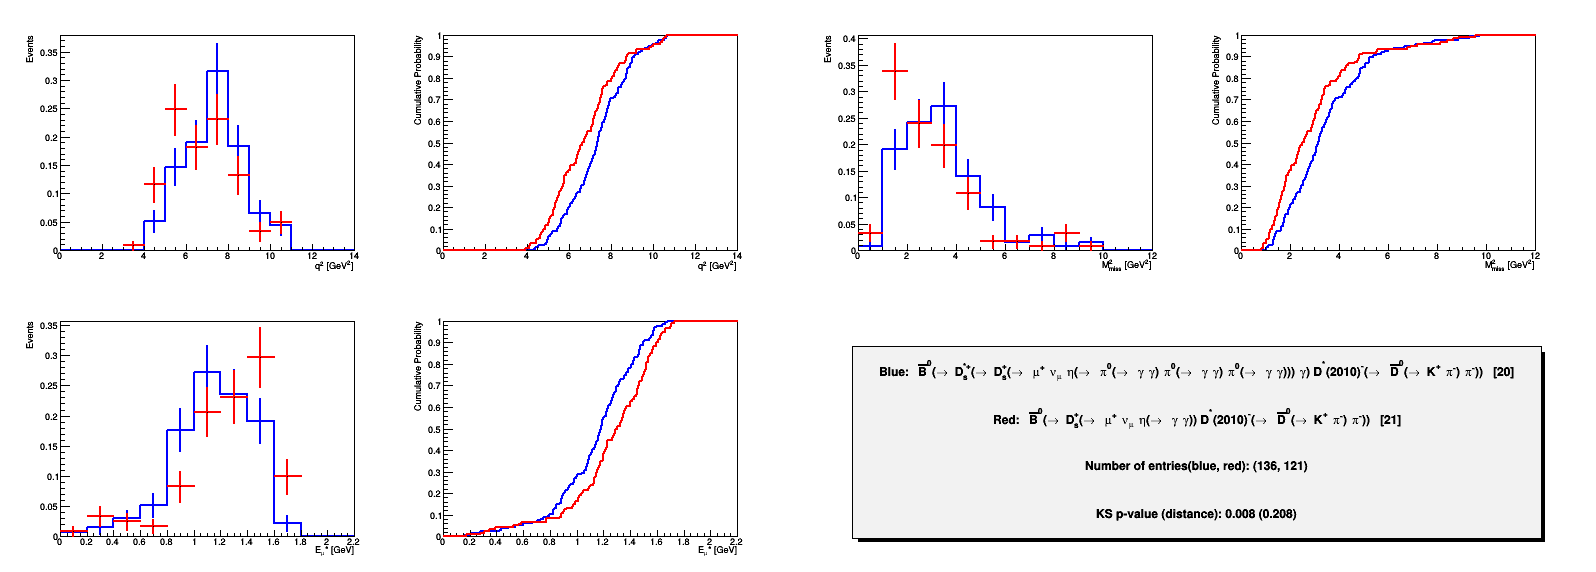 Events
0.35
0.3
0.25
0.2
0.15
0.1
0.05
0
0 2 4 6 8 10 12 14
q² [GeV²]
Cumulative Probability
1
0.9
0.8
0.7
0.6
0.5
0.4
0.3
0.2
0.1
0
0 2 4 6 8 10 12 14
q² [GeV²]
Events
0.4
0.35
0.3
0.25
0.2
0.15
0.1
0.05
0
0 2 4 6 8 10 12
M²miss [GeV²]
Cumulative Probability
1
0.9
0.8
0.7
0.6
0.5
0.4
0.3
0.2
0.1
0
0 2 4 6 8 10 12
M²miss [GeV²]
Events
0.35
0.3
0.25
0.2
0.15
0.1
0.05
0
0 0.2 0.4 0.6 0.8 1 1.2 1.4 1.6 1.8 2 2.2
Eμ* [GeV]
Cumulative Probability
1
0.9
0.8
0.7
0.6
0.5
0.4
0.3
0.2
0.1
0
0 0.2 0.4 0.6 0.8 1 1.2 1.4 1.6 1.8 2 2.2
Eμ* [GeV]
Blue: B̅⁰(→ Dₛ*⁺(→ Dₛ⁺(→ μ⁺ νμ η(→ π⁰(→ γ γ) π⁰(→ γ γ) π⁰(→ γ γ))) γ) D*(2010)⁻(→ D̅⁰(→ K⁺ π⁻) π⁻)) [20]
Red: B̅⁰(→ Dₛ⁺(→ μ⁺ νμ η(→ γ γ)) D*(2010)⁻(→ D̅⁰(→ K⁺ π⁻) π⁻)) [21]
Number of entries(blue, red): (136, 121)
KS p-value (distance): 0.008 (0.208)